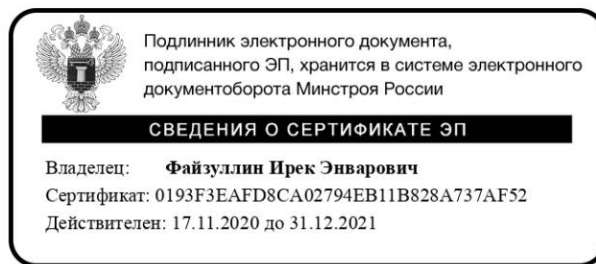 Подлинник электронного документа,
подписанного ЭП, хранится в системе электронного
документоборота Минстроя России
СВЕДЕНИЯ О СЕРТИФИКАТЕ ЭП
Владелец: Файзуллин Ирек Энварович
Сертификат: 0193F3EAFD8CA02794EB11B828A737AF52
Действителен: 17.11.2020 до 31.12.2021